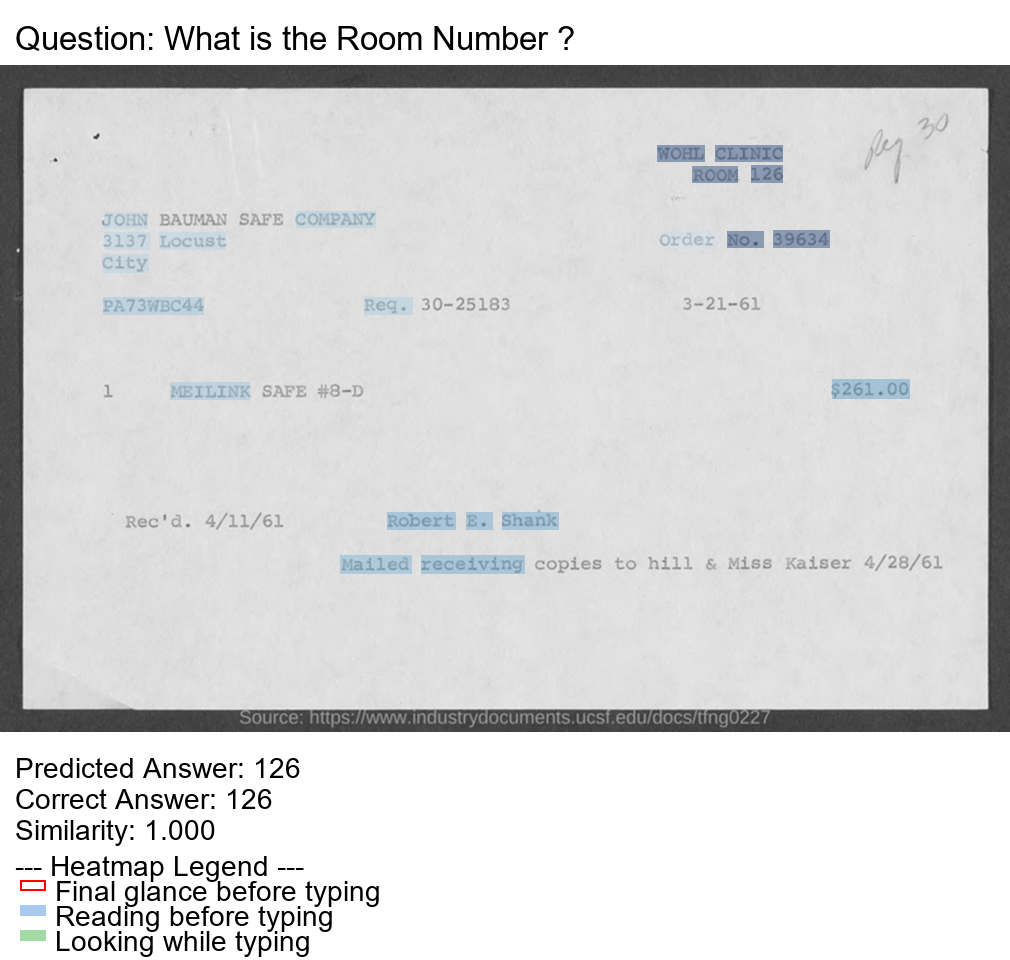 Question: What is the Room Number ?
Reg. 30
WOHL CLINIC
ROOM 126
JOHN BAUMAN SAFE COMPANY
3137 Locust
Order No. 39634
City
PA73WBC44 Req. 30-25183 3-21-61
1 MEILINK SAFE #8-D $261.00
Rec'd. 4/11/61 Robert E. Shank
Mailed receiving copies to hill & Miss Kaiser 4/28/61
Source: https://www.industrydocuments.ucsf.edu/docs/tfng0227
Predicted Answer: 126
Correct Answer: 126
Similarity: 1.000
--- Heatmap Legend ---
Final glance before typing
Reading before typing
Looking while typing